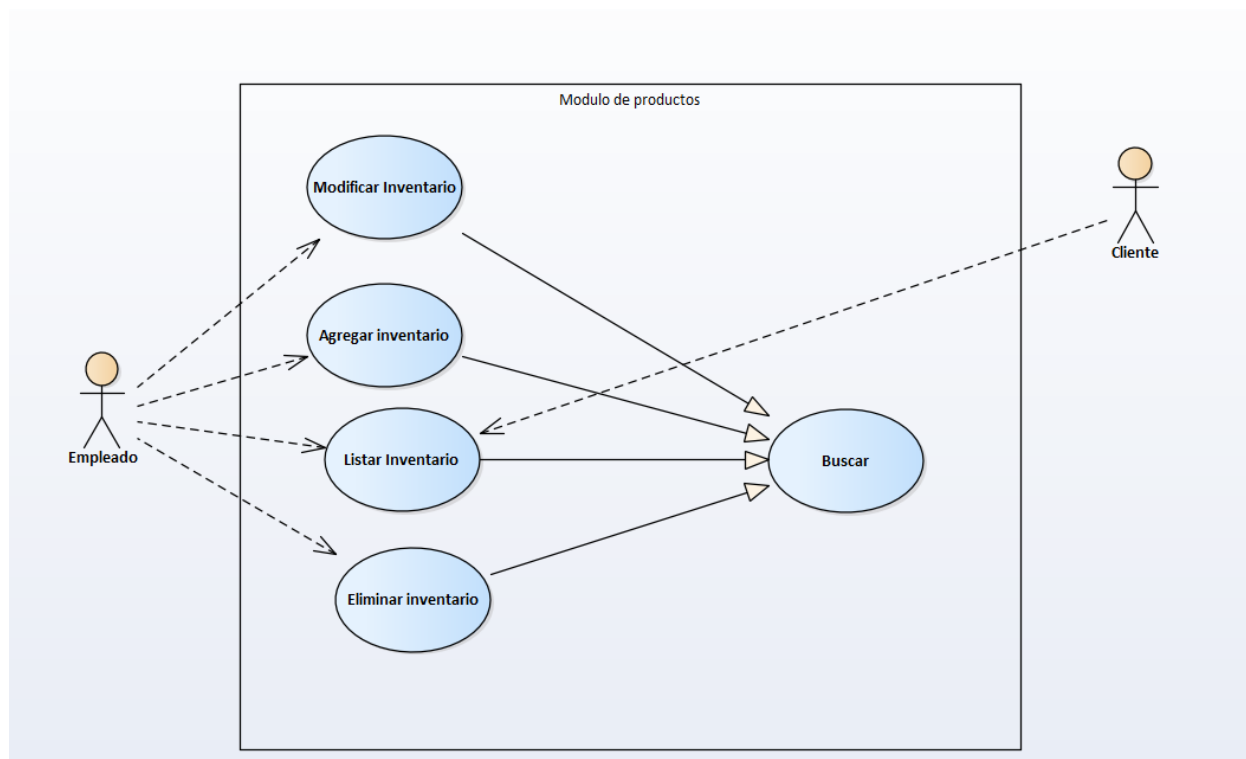 Modulo de productos
Modificar Inventario
Agregar inventario
Listar Inventario
Eliminar inventario
Buscar
Empleado
Cliente